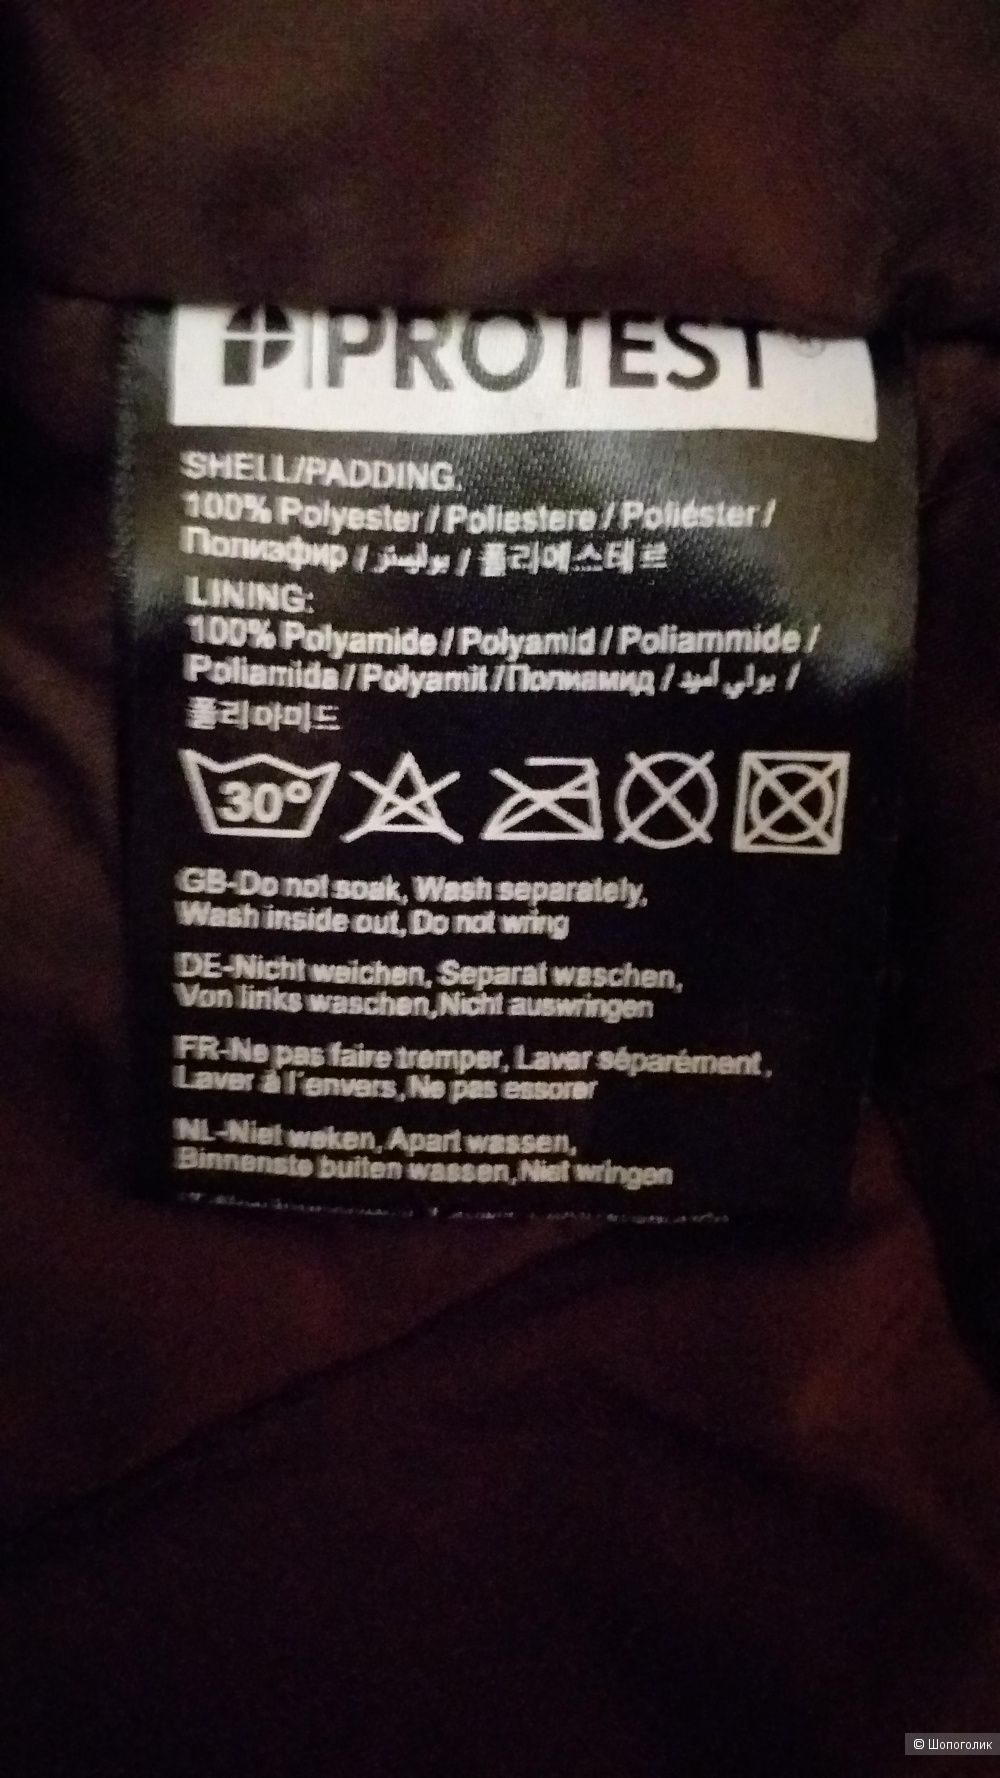 PROTEST®
SHELL/PADDING:
100% Polyester / Poliestere / Poliéster /
Полиэфир / بوليستر / 폴리에스테르
LINING:
100% Polyamide / Polyamid / Poliammide /
Poliamida / Polyamit / Полиамид / بولي أميد /
폴리아미드
30°
GB-Do not soak, Wash separately,
Wash inside out, Do not wring
DE-Nicht weichen, Separat waschen,
Von links waschen, Nicht auswringen
FR-Ne pas faire tremper, Laver séparément,
Laver à l'envers, Ne pas essorer
NL-Niet weken, Apart wassen,
Binnenste buiten wassen, Niet wringen
© Шопоголик